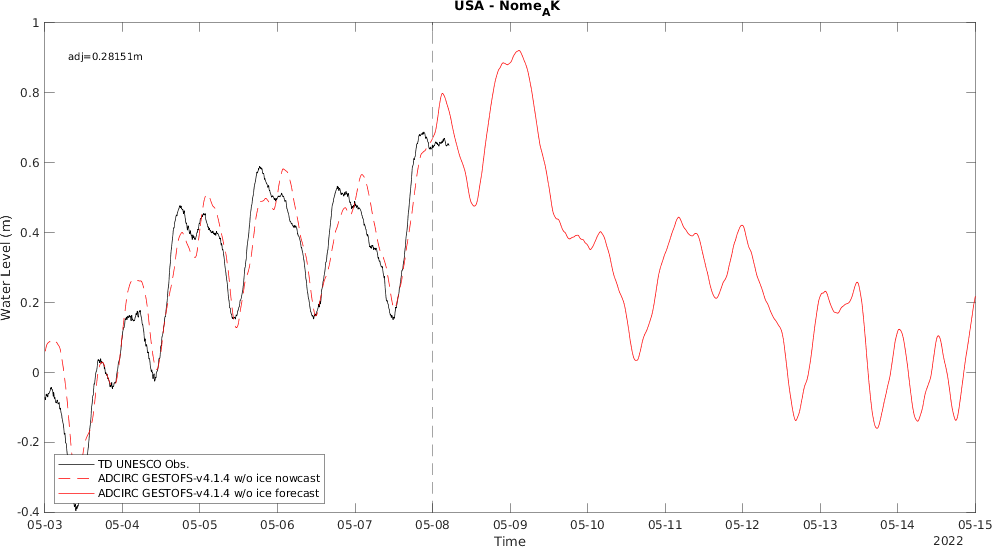 USA - Nome_AK
adj=0.28151m
1
0.8
0.6
0.4
0.2
0
-0.2
-0.4
Water Level (m)
TD UNESCO Obs.
ADCIRC GESTOFS-v4.1.4 w/o ice nowcast
ADCIRC GESTOFS-v4.1.4 w/o ice forecast
05-03 05-04 05-05 05-06 05-07 05-08 05-09 05-10 05-11 05-12 05-13 05-14 05-15
Time
2022